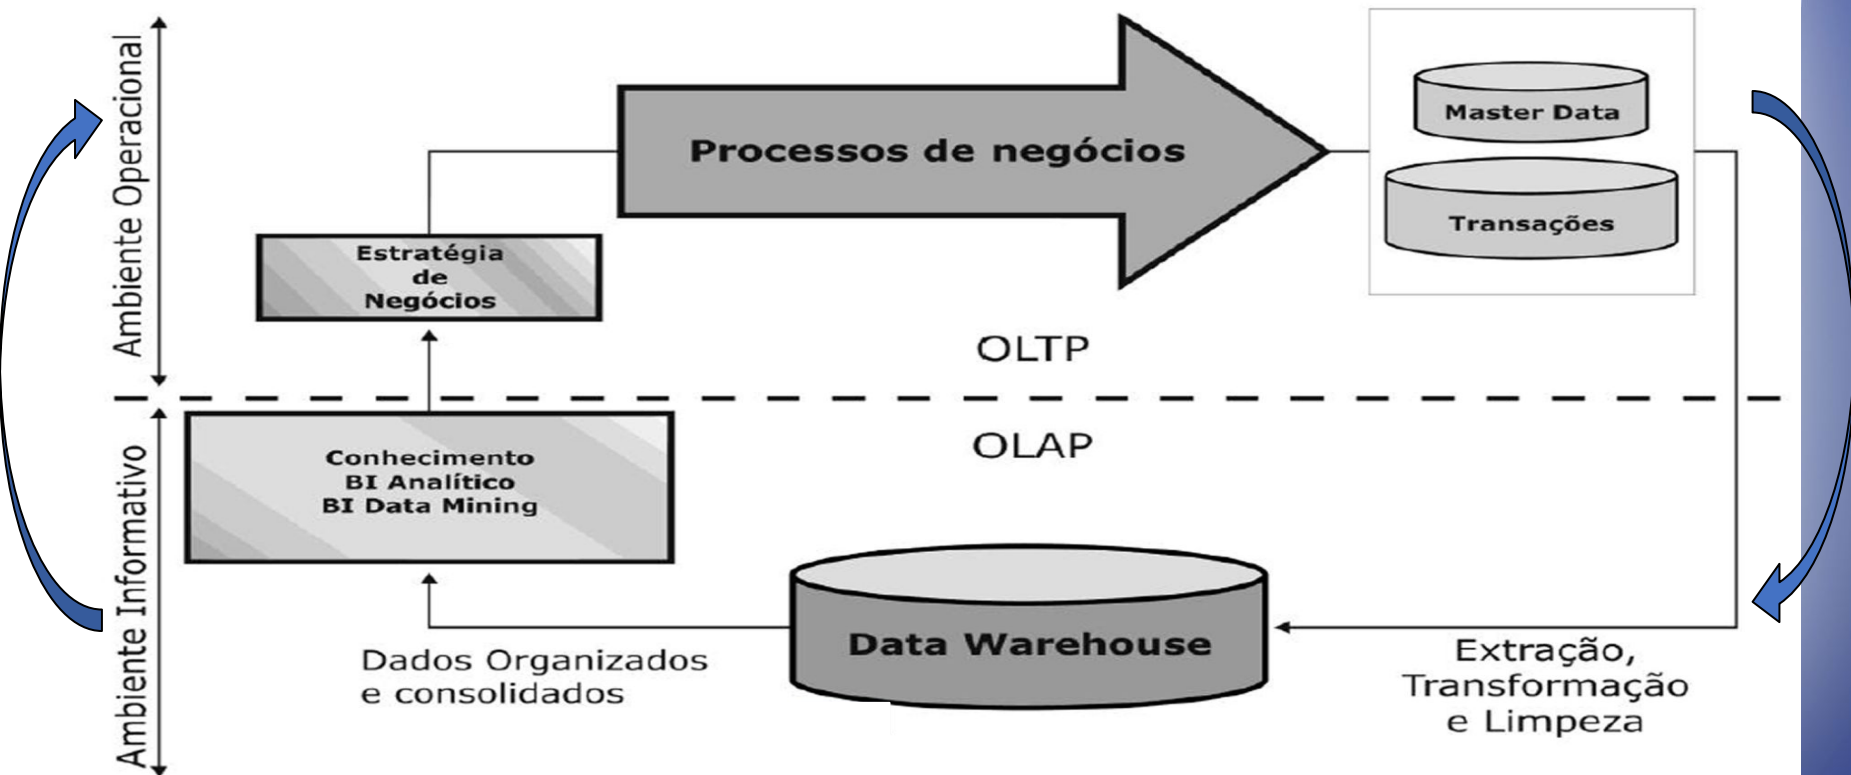 Ambiente Operacional
Processos de negócios
Master Data
Transações
Estratégia
de
Negócios
OLTP
OLAP
Ambiente Informativo
Conhecimento
BI Analítico
BI Data Mining
Data Warehouse
Dados Organizados
e consolidados
Extração,
Transformação
e Limpeza